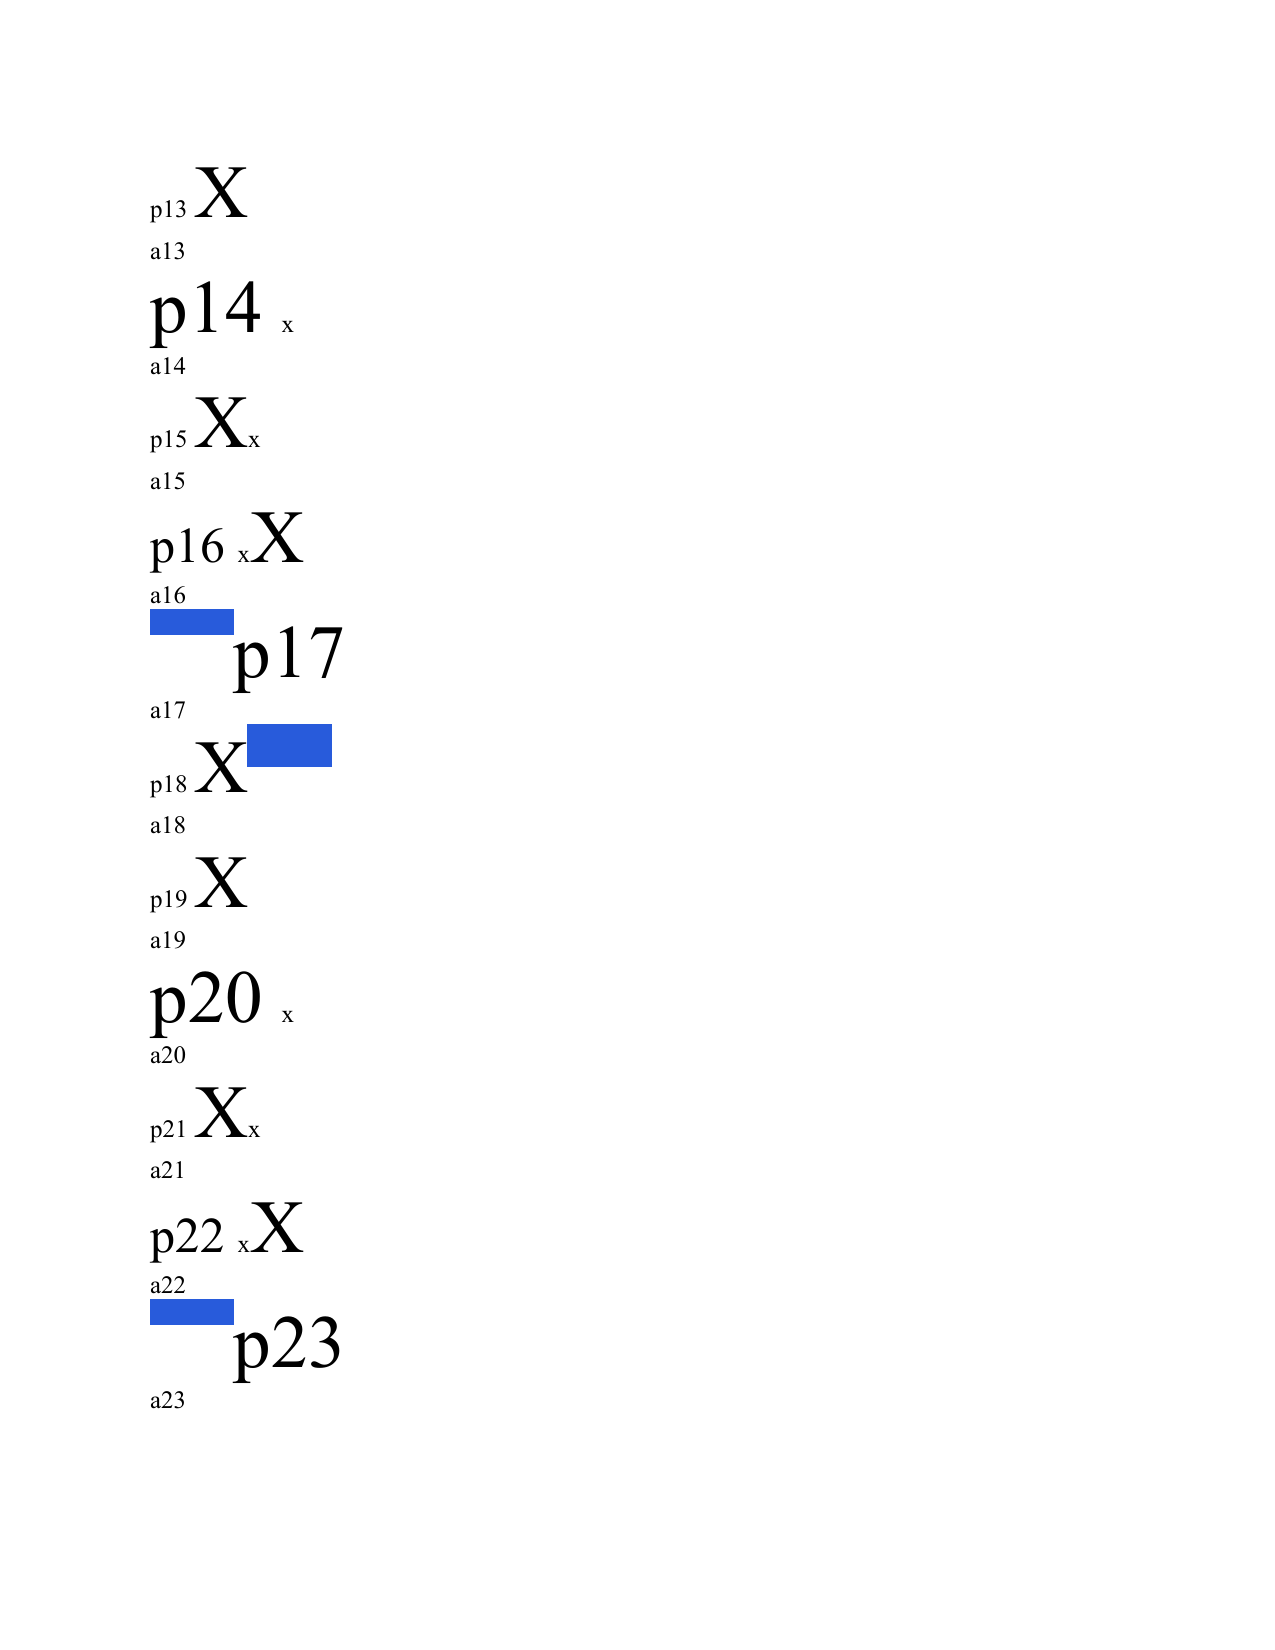 p13 X
a13
p14 x
a14
p15 Xx
a15
p16 xX
a16
p17
a17
p18 X
a18
p19 X
a19
p20 x
a20
p21 Xx
a21
p22 xX
a22
p23
a23